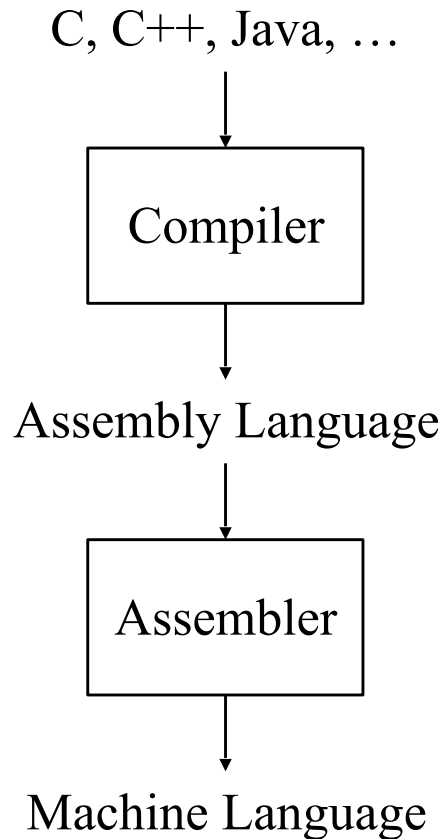 C, C++, Java, …
Compiler
Assembly Language
Assembler
Machine Language